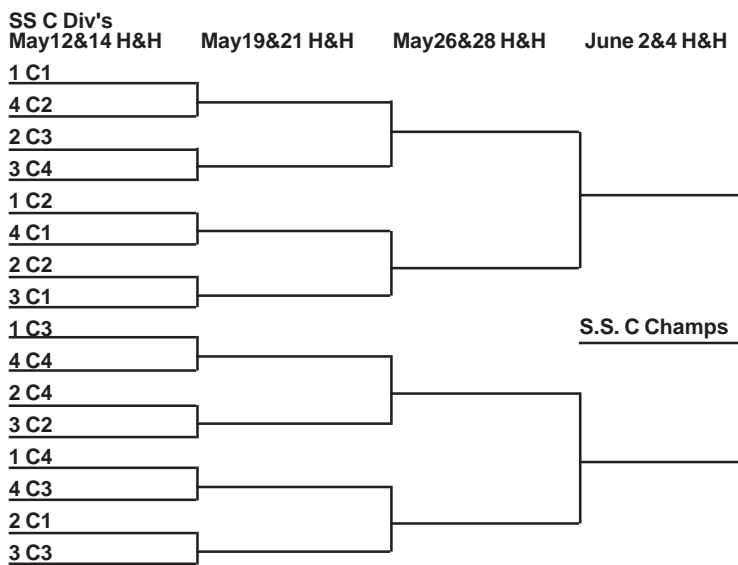 SS C Div's
May12&14 H&H May19&21 H&H May26&28 H&H June 2&4 H&H
1 C1
4 C2
2 C3
3 C4
1 C2
4 C1
2 C2
3 C1
1 C3
S.S. C Champs
4 C4
2 C4
3 C2
1 C4
4 C3
2 C1
3 C3